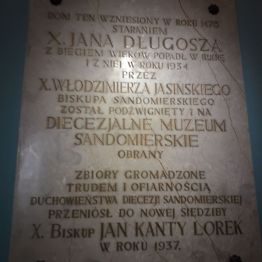 DOM TEN WZNIESIONY W ROKU 1476
STARANIEM
X. JANA DŁUGOSZA
Z BIEGIEM WIEKÓW POPADŁ W RUINĘ
I Z NIEJ W ROKU 1934
PRZEZ
X. WŁODZIMIERZA JASIŃSKIEGO
BISKUPA SANDOMIERSKIEGO
ZOSTAŁ PODŹWIGNIĘTY I NA
DIECEZJALNE MUZEUM
SANDOMIERSKIE
OBRANY
ZBIORY GROMADZONE
TRUDEM I OFIARNOŚCIĄ
DUCHOWIEŃSTWA DIECEZJI SANDOMIERSKIEJ
PRZENIÓSŁ DO NOWEJ SIEDZIBY
X. BISKUP JAN KANTY LOREK
W ROKU 1937.